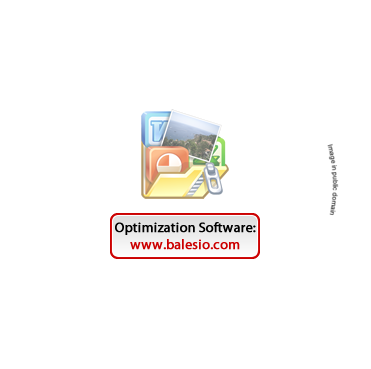 Optimization Software:
www.balesio.com
Image in public domain